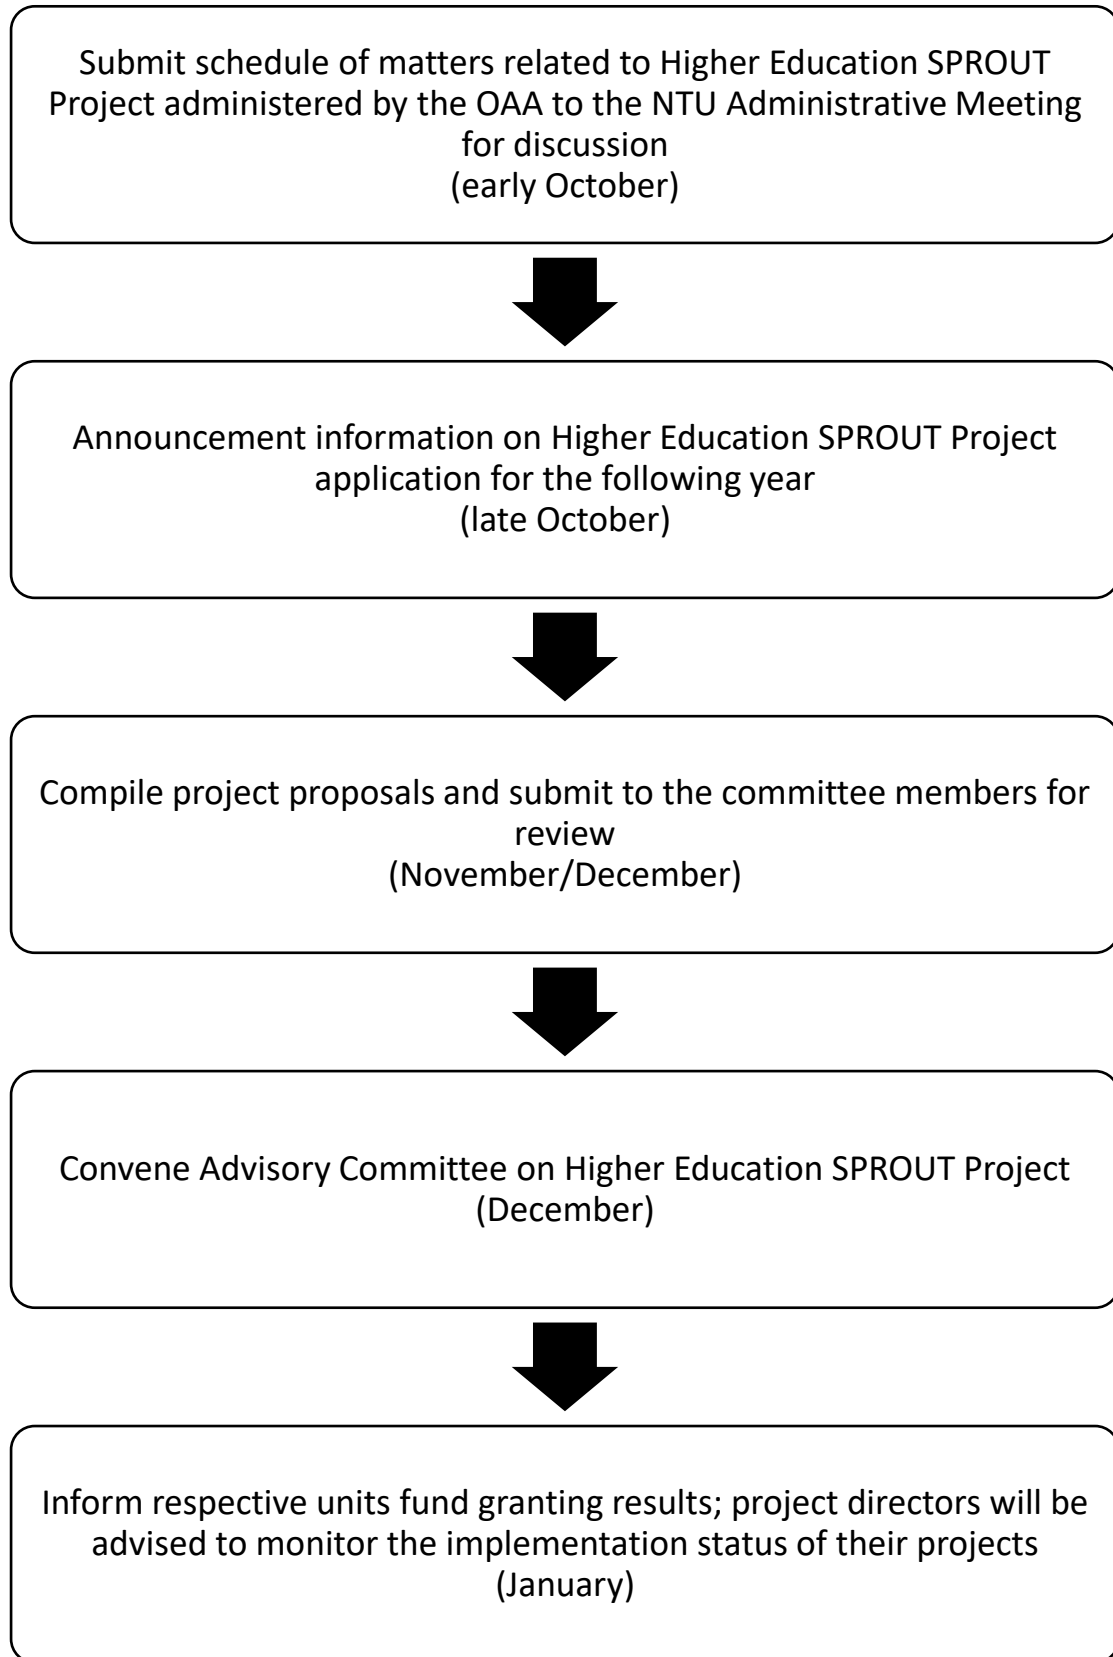 Submit schedule of matters related to Higher Education SPROUT
Project administered by the OAA to the NTU Administrative Meeting
for discussion
(early October)
Announcement information on Higher Education SPROUT Project
application for the following year
(late October)
Compile project proposals and submit to the committee members for
review
(November/December)
Convene Advisory Committee on Higher Education SPROUT Project
(December)
Inform respective units fund granting results; project directors will be
advised to monitor the implementation status of their projects
(January)